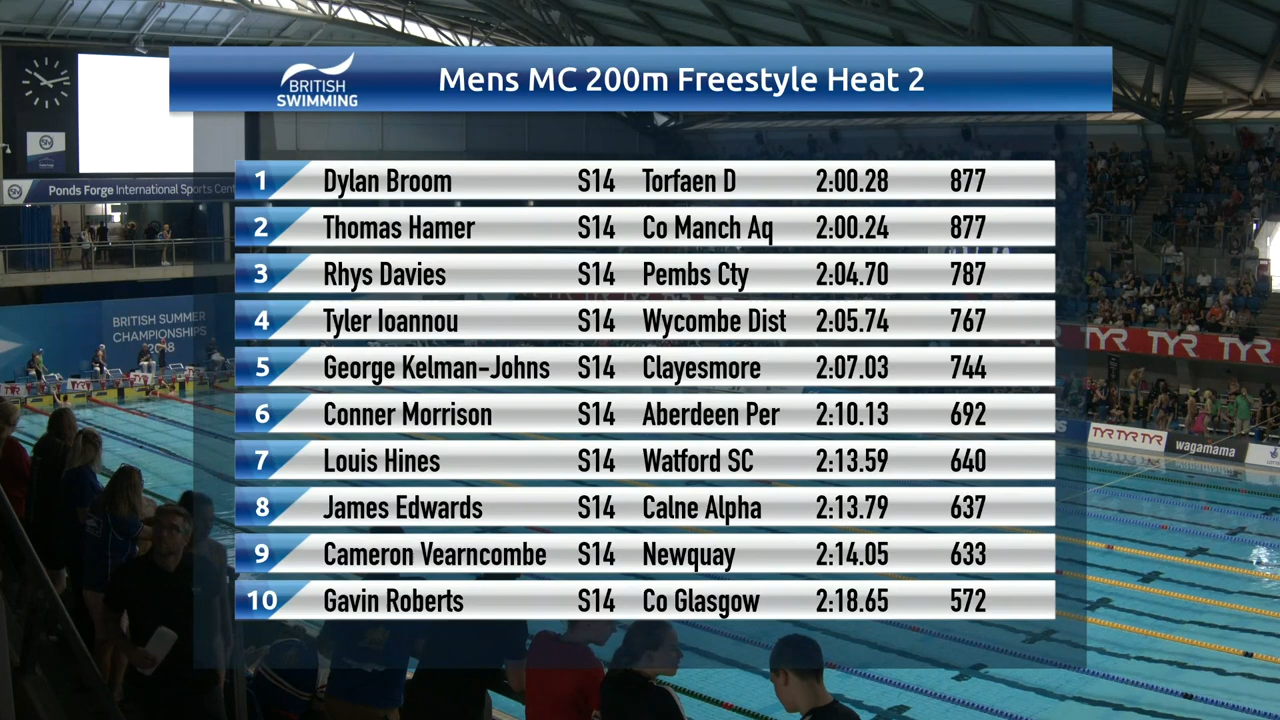 BRITISH
SWIMMING
Mens MC 200m Freestyle Heat 2
1 Dylan Broom S14 Torfaen D 2:00.28 877
2 Thomas Hamer S14 Co Manch Aq 2:00.24 877
3 Rhys Davies S14 Pembs Cty 2:04.70 787
4 Tyler Ioannou S14 Wycombe Dist 2:05.74 767
5 George Kelman-Johns S14 Clayesmore 2:07.03 744
6 Conner Morrison S14 Aberdeen Per 2:10.13 692
7 Louis Hines S14 Watford SC 2:13.59 640
8 James Edwards S14 Calne Alpha 2:13.79 637
9 Cameron Vearncombe S14 Newquay 2:14.05 633
10 Gavin Roberts S14 Co Glasgow 2:18.65 572
Ponds Forge International Sports Cent
BRITISH SUMMER
CHAMPIONSHIPS
2018
TYR TYR TYR
TYR TYR TYR
wagamama